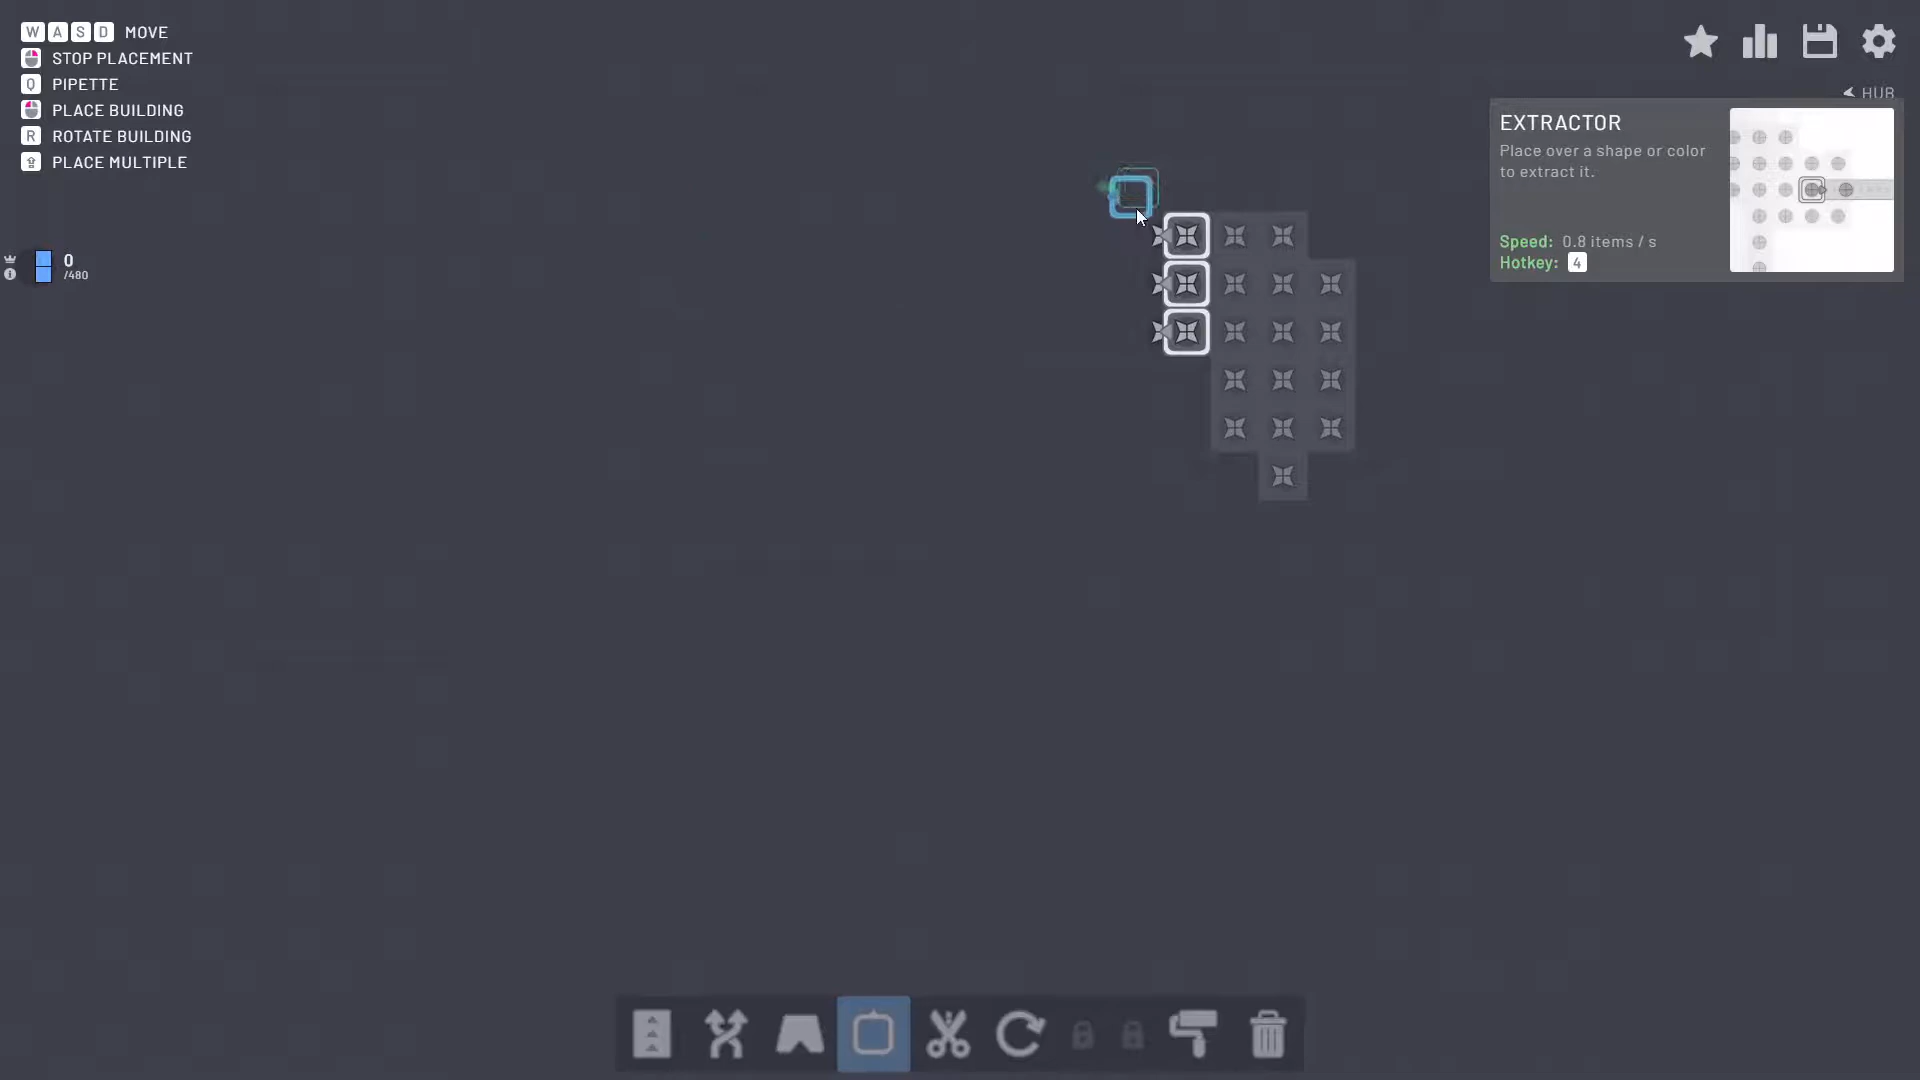 W A S D MOVE
STOP PLACEMENT
Q PIPETTE
PLACE BUILDING
R ROTATE BUILDING
PLACE MULTIPLE
HUB
EXTRACTOR
Place over a shape or color
to extract it.
Speed: 0.8 items / s
Hotkey: 4
0
/480